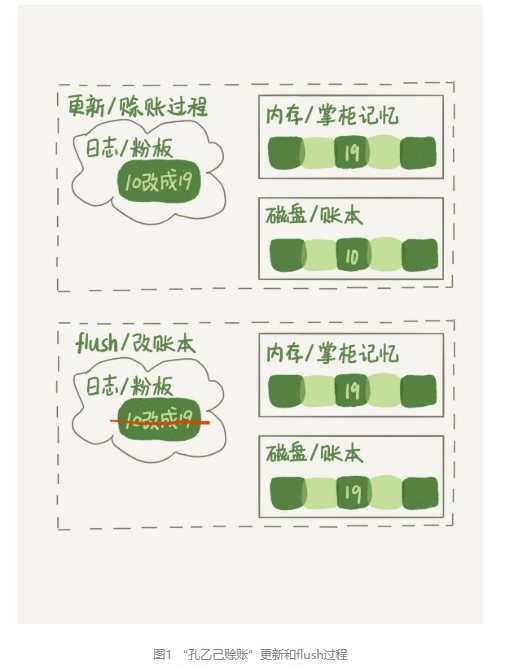 更新/赊账过程
日志/粉板
10改成19
内存/掌柜记忆
19
磁盘/账本
10
flush/改账本
日志/粉板
10改成19
内存/掌柜记忆
19
磁盘/账本
19
图1 “孔乙己赊账”更新和flush过程